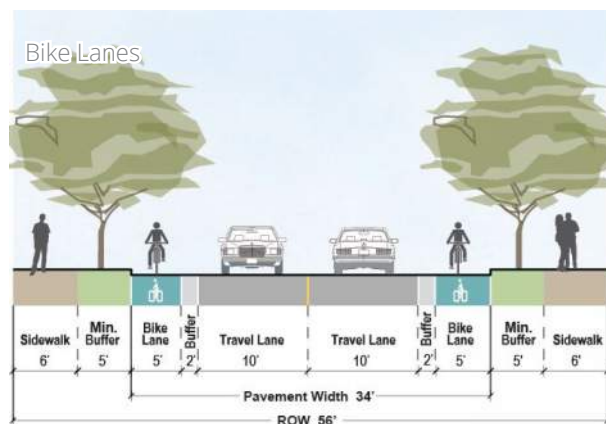 Bike Lanes
Sidewalk 6'
Min. Buffer 5'
Bike Lane 5'
Buffer 2'
Travel Lane 10'
Travel Lane 10'
Buffer 2'
Bike Lane 5'
Min. Buffer 5'
Sidewalk 6'
Pavement Width 34'
ROW 56'